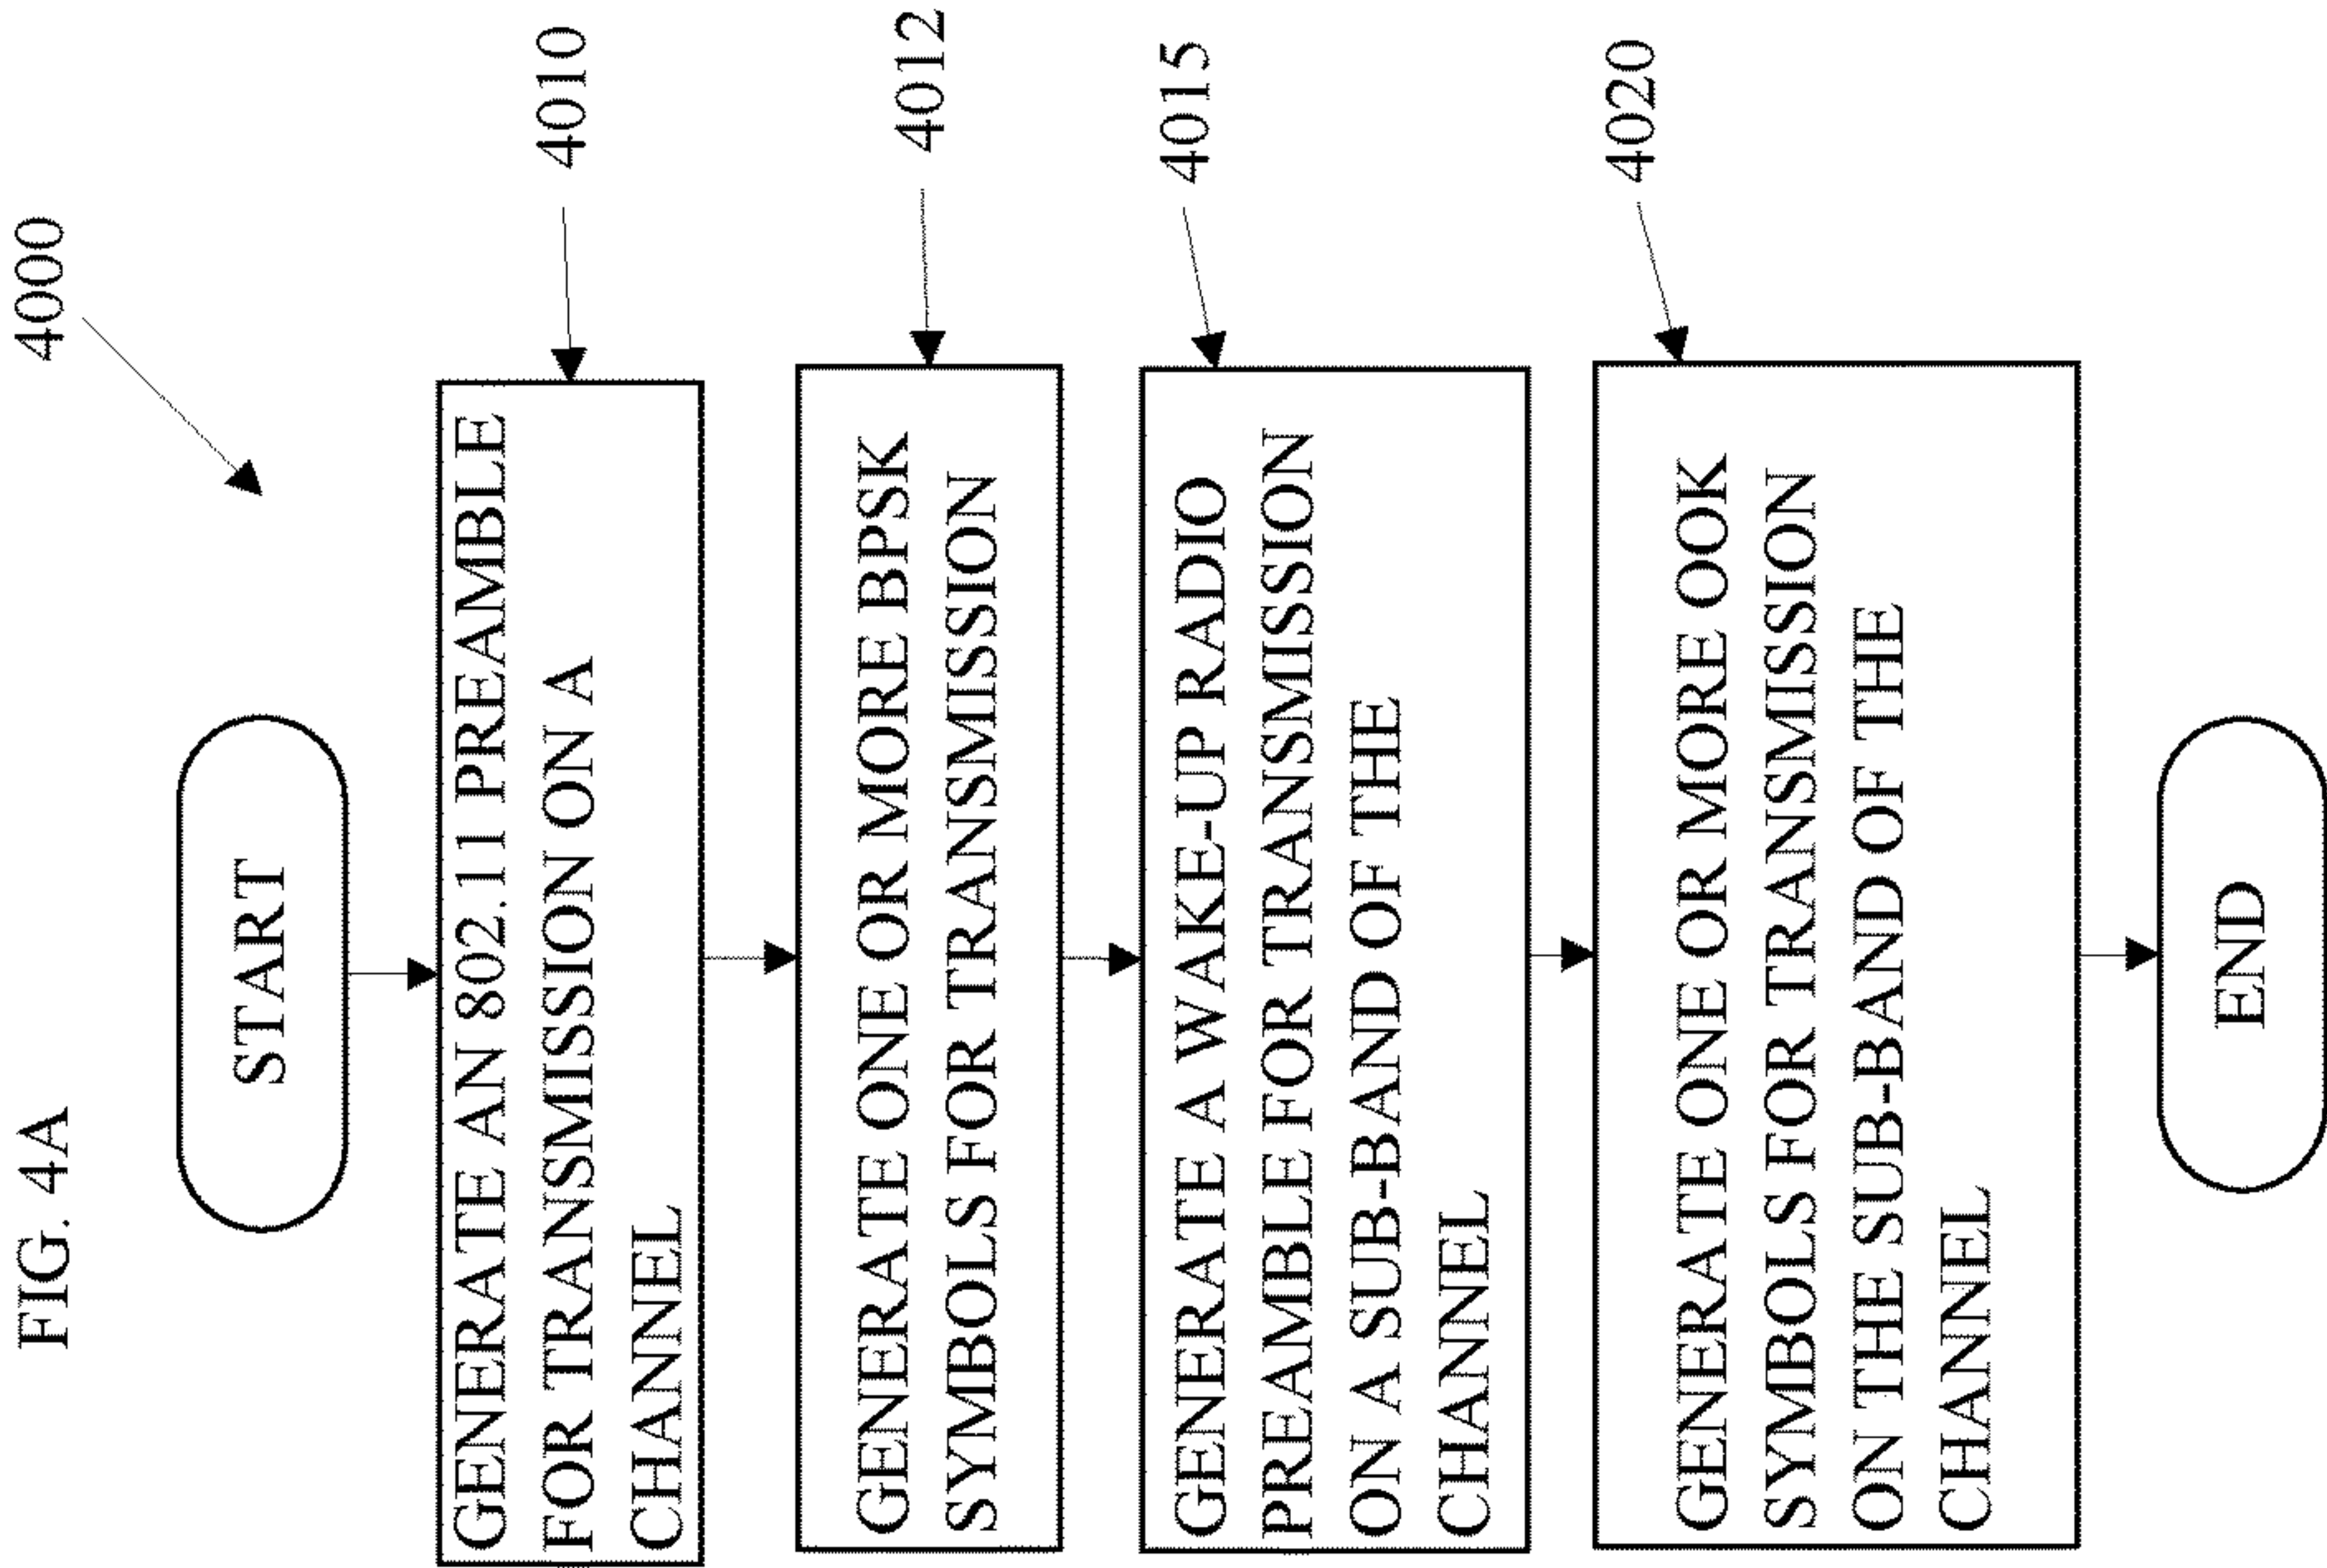 FIG. 4A
4000
START
GENERATE AN 802.11 PREAMBLE
FOR TRANSMISSION ON A
CHANNEL
4010
GENERATE ONE OR MORE BPSK
SYMBOLS FOR TRANSMISSION
4012
GENERATE A WAKE-UP RADIO
PREAMBLE FOR TRANSMISSION
ON A SUB-BAND OF THE
CHANNEL
4015
GENERATE ONE OR MORE OOK
SYMBOLS FOR TRANSMISSION
ON THE SUB-BAND OF THE
CHANNEL
4020
END